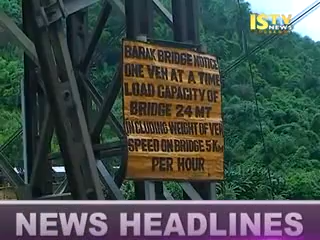 ISTV
NEWS
BARAK BRIDGE NOTICE
ONE VEH AT A TIME
LOAD CAPACITY OF
BRIDGE 24 MT
INCLUDING WEIGHT OF VEH
SPEED ON BRIDGE 5 KM
PER HOUR
NEWS HEADLINES